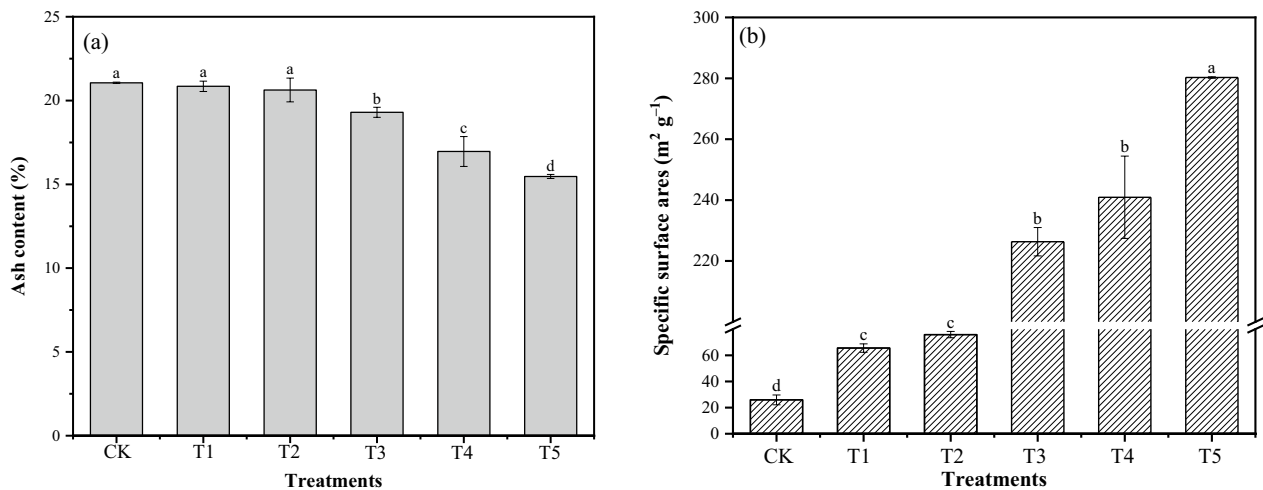 (a)
Ash content (%)
25
20
15
10
5
0
a
a
a
b
c
d
CK T1 T2 T3 T4 T5
Treatments
(b)
Specific surface ares (m² g⁻¹)
300
280
260
240
220
60
40
20
0
d
c
c
b
b
a
CK T1 T2 T3 T4 T5
Treatments